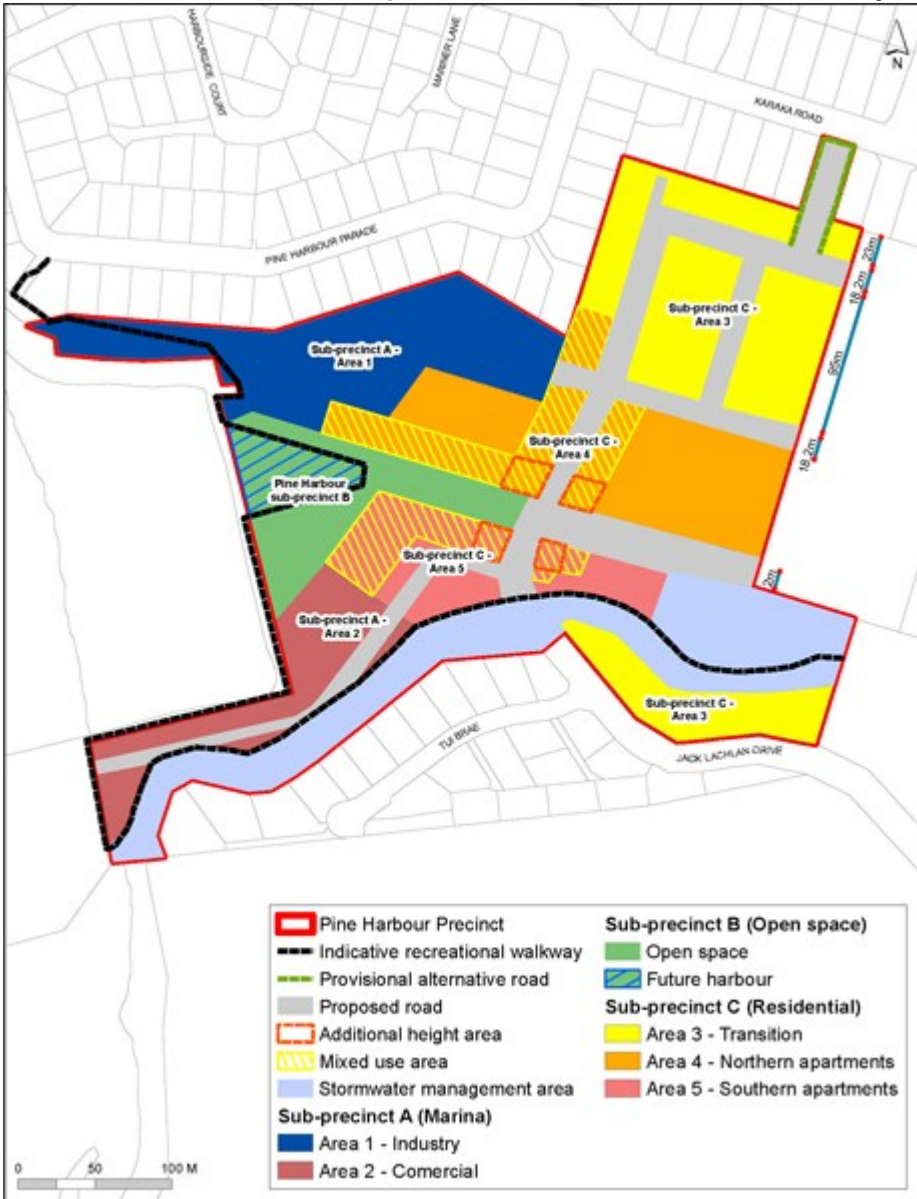 HARBOURSIDE COURT
MARINER LANE
N
KARAKA ROAD
PINE HARBOUR PARADE
23m
18.2m
95m
18.2m
2m
Sub-precinct C -
Area 3
Sub-precinct A -
Area 1
Sub-precinct C -
Area 4
Pine Harbour
sub-precinct B
Sub-precinct C -
Area 5
Sub-precinct A -
Area 2
Sub-precinct C -
Area 3
TUI BRAE
JACK LACHLAN DRIVE
Pine Harbour Precinct
Indicative recreational walkway
Provisional alternative road
Proposed road
Additional height area
Mixed use area
Stormwater management area
Sub-precinct A (Marina)
Area 1 - Industry
Area 2 - Comercial
Sub-precinct B (Open space)
Open space
Future harbour
Sub-precinct C (Residential)
Area 3 - Transition
Area 4 - Northern apartments
Area 5 - Southern apartments
0 50 100 M